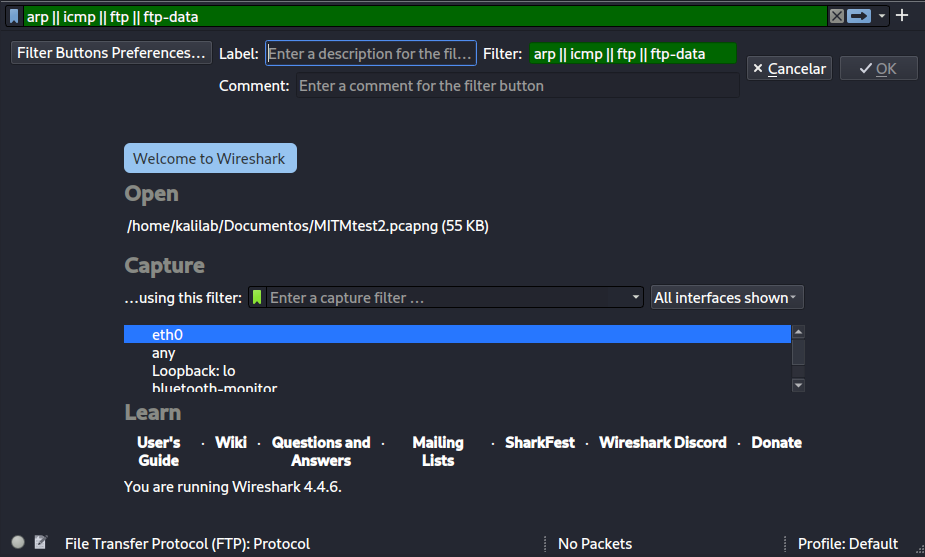 arp || icmp || ftp || ftp-data
Filter Buttons Preferences... Label: Enter a description for the fil... Filter: arp || icmp || ftp || ftp-data
Cancelar OK
Comment: Enter a comment for the filter button
Welcome to Wireshark
Open
/home/kalilab/Documentos/MITMtest2.pcapng (55 KB)
Capture
...using this filter: Enter a capture filter ... All interfaces shown
eth0
any
Loopback: lo
bluetooth-monitor
Learn
User's Guide · Wiki · Questions and Answers · Mailing Lists · SharkFest · Wireshark Discord · Donate
You are running Wireshark 4.4.6.
File Transfer Protocol (FTP): Protocol No Packets Profile: Default